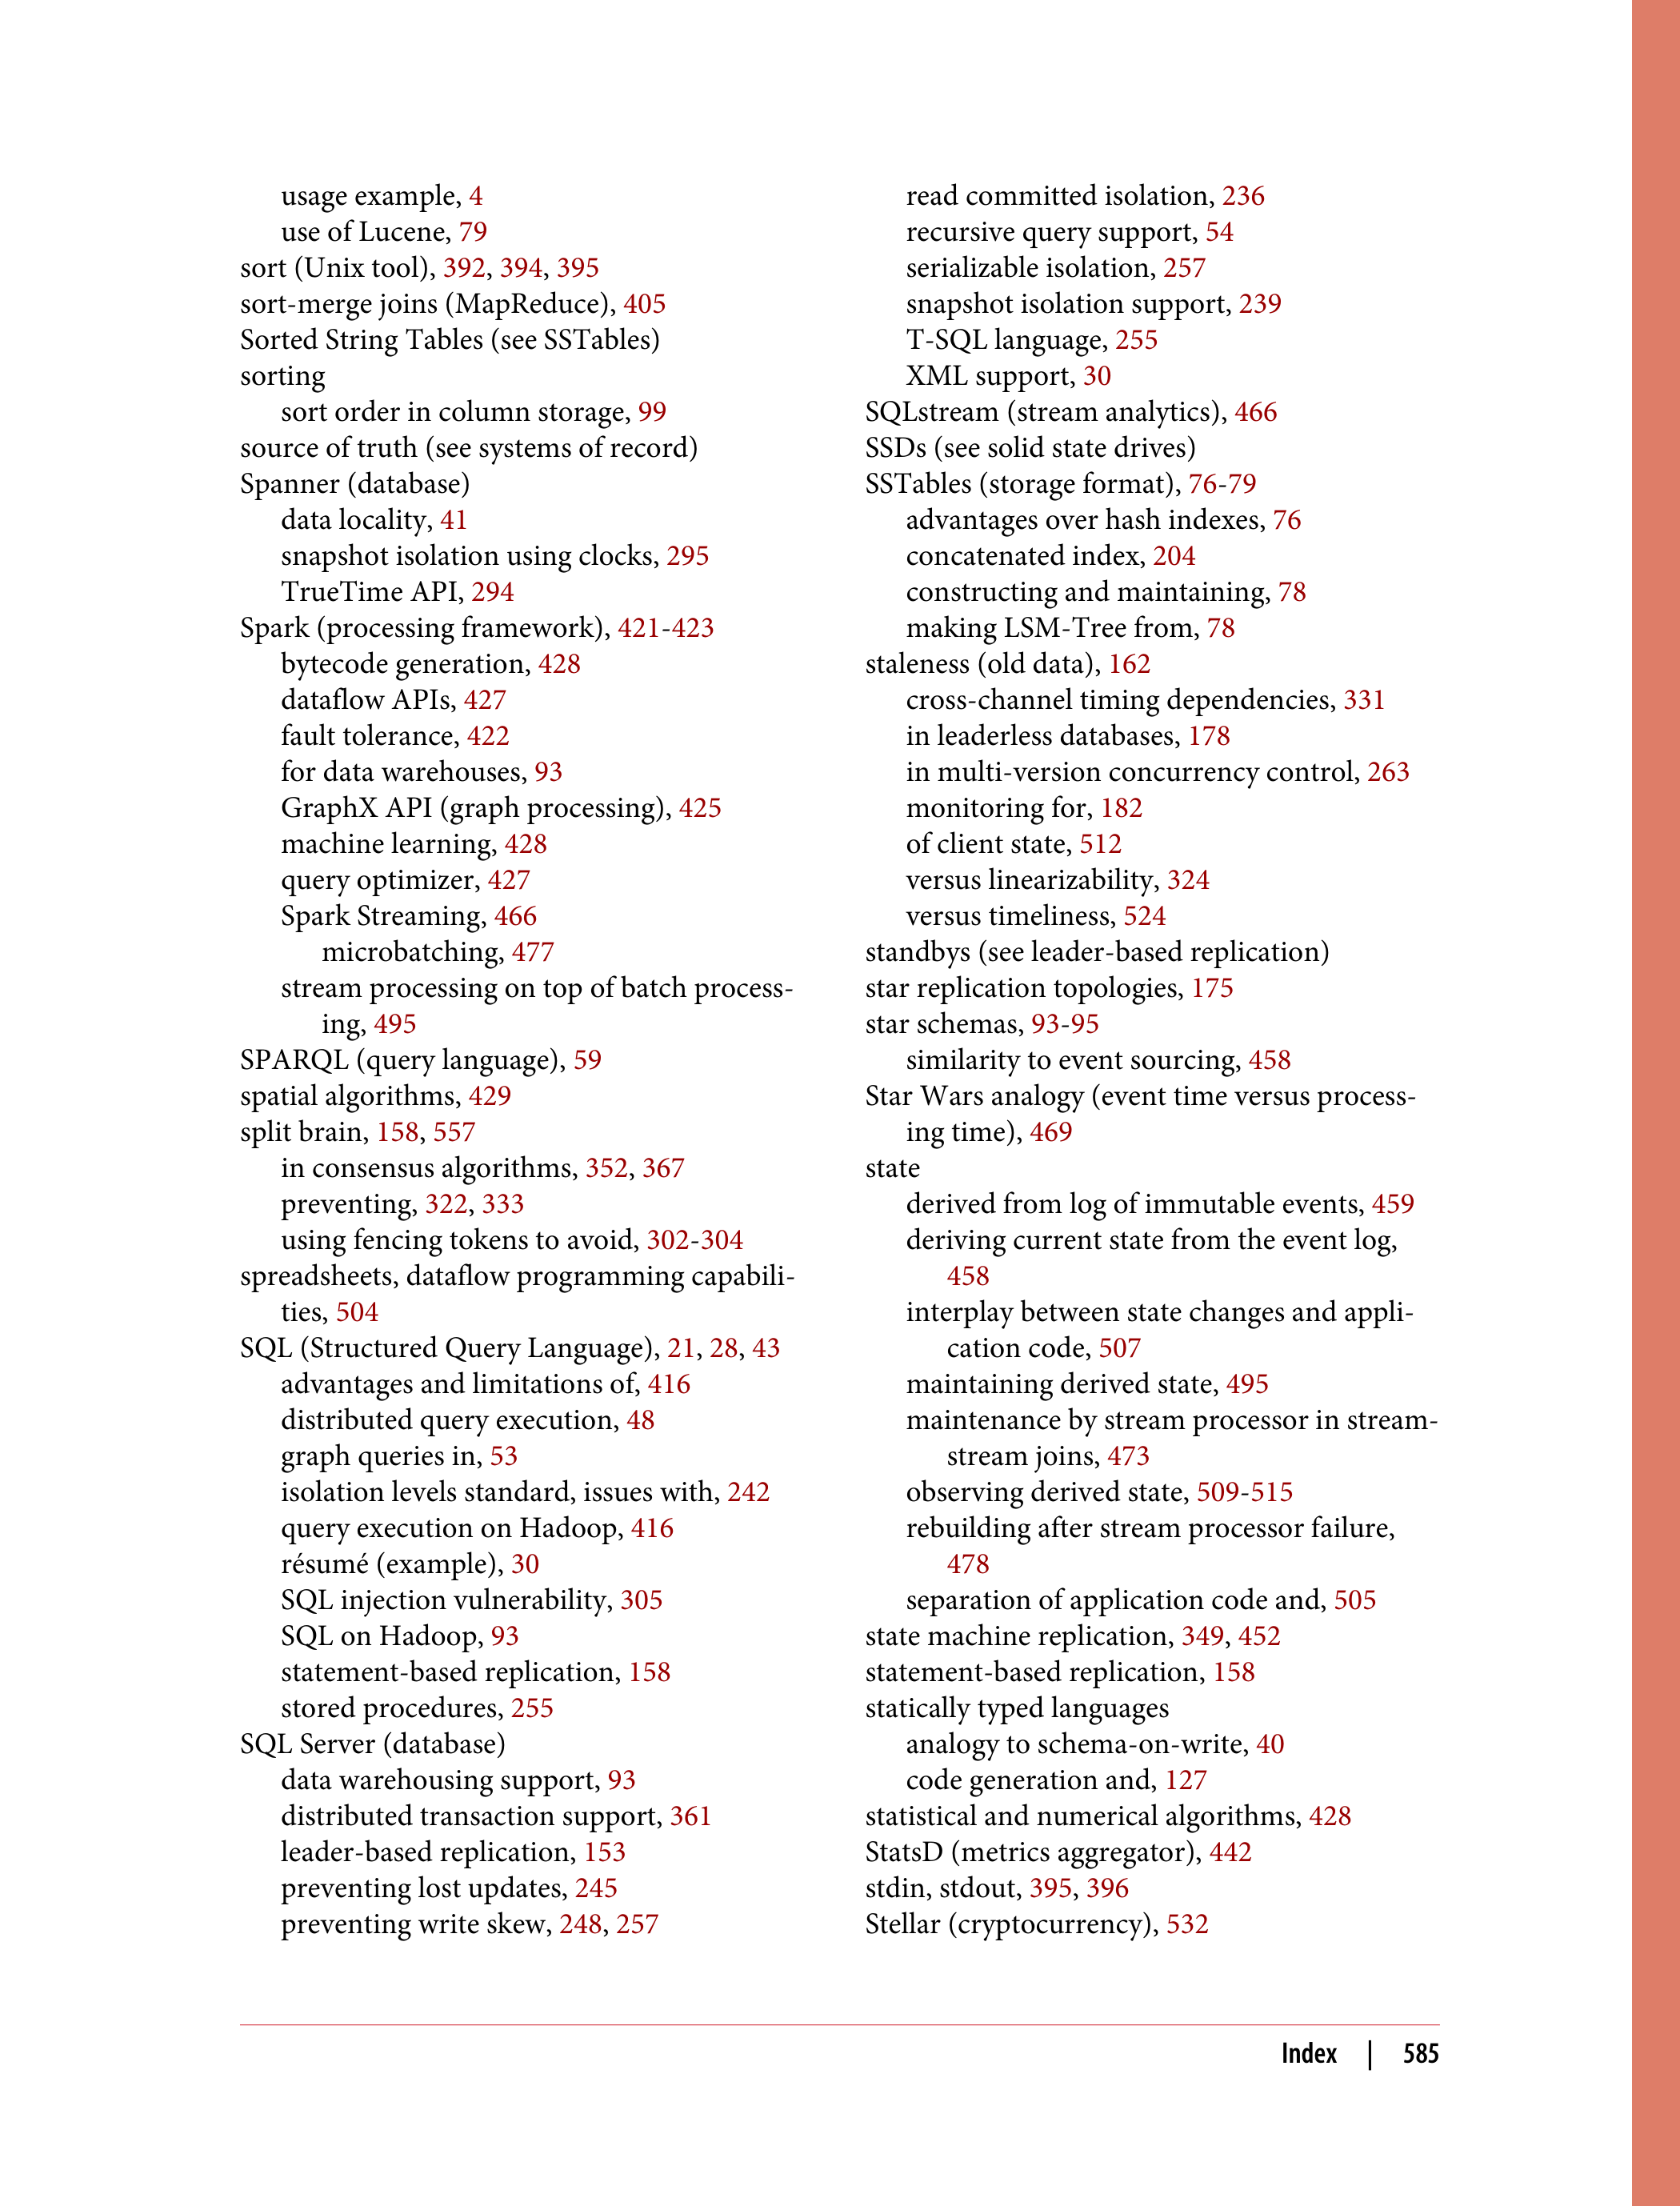 usage example, 4
use of Lucene, 79
sort (Unix tool), 392, 394, 395
sort-merge joins (MapReduce), 405
Sorted String Tables (see SSTables)
sorting
sort order in column storage, 99
source of truth (see systems of record)
Spanner (database)
data locality, 41
snapshot isolation using clocks, 295
TrueTime API, 294
Spark (processing framework), 421-423
bytecode generation, 428
dataflow APIs, 427
fault tolerance, 422
for data warehouses, 93
GraphX API (graph processing), 425
machine learning, 428
query optimizer, 427
Spark Streaming, 466
microbatching, 477
stream processing on top of batch process-
ing, 495
SPARQL (query language), 59
spatial algorithms, 429
split brain, 158, 557
in consensus algorithms, 352, 367
preventing, 322, 333
using fencing tokens to avoid, 302-304
spreadsheets, dataflow programming capabili-
ties, 504
SQL (Structured Query Language), 21, 28, 43
advantages and limitations of, 416
distributed query execution, 48
graph queries in, 53
isolation levels standard, issues with, 242
query execution on Hadoop, 416
résumé (example), 30
SQL injection vulnerability, 305
SQL on Hadoop, 93
statement-based replication, 158
stored procedures, 255
SQL Server (database)
data warehousing support, 93
distributed transaction support, 361
leader-based replication, 153
preventing lost updates, 245
preventing write skew, 248, 257
read committed isolation, 236
recursive query support, 54
serializable isolation, 257
snapshot isolation support, 239
T-SQL language, 255
XML support, 30
SQLstream (stream analytics), 466
SSDs (see solid state drives)
SSTables (storage format), 76-79
advantages over hash indexes, 76
concatenated index, 204
constructing and maintaining, 78
making LSM-Tree from, 78
staleness (old data), 162
cross-channel timing dependencies, 331
in leaderless databases, 178
in multi-version concurrency control, 263
monitoring for, 182
of client state, 512
versus linearizability, 324
versus timeliness, 524
standbys (see leader-based replication)
star replication topologies, 175
star schemas, 93-95
similarity to event sourcing, 458
Star Wars analogy (event time versus process-
ing time), 469
state
derived from log of immutable events, 459
deriving current state from the event log,
458
interplay between state changes and appli-
cation code, 507
maintaining derived state, 495
maintenance by stream processor in stream-
stream joins, 473
observing derived state, 509-515
rebuilding after stream processor failure,
478
separation of application code and, 505
state machine replication, 349, 452
statement-based replication, 158
statically typed languages
analogy to schema-on-write, 40
code generation and, 127
statistical and numerical algorithms, 428
StatsD (metrics aggregator), 442
stdin, stdout, 395, 396
Stellar (cryptocurrency), 532
Index | 585